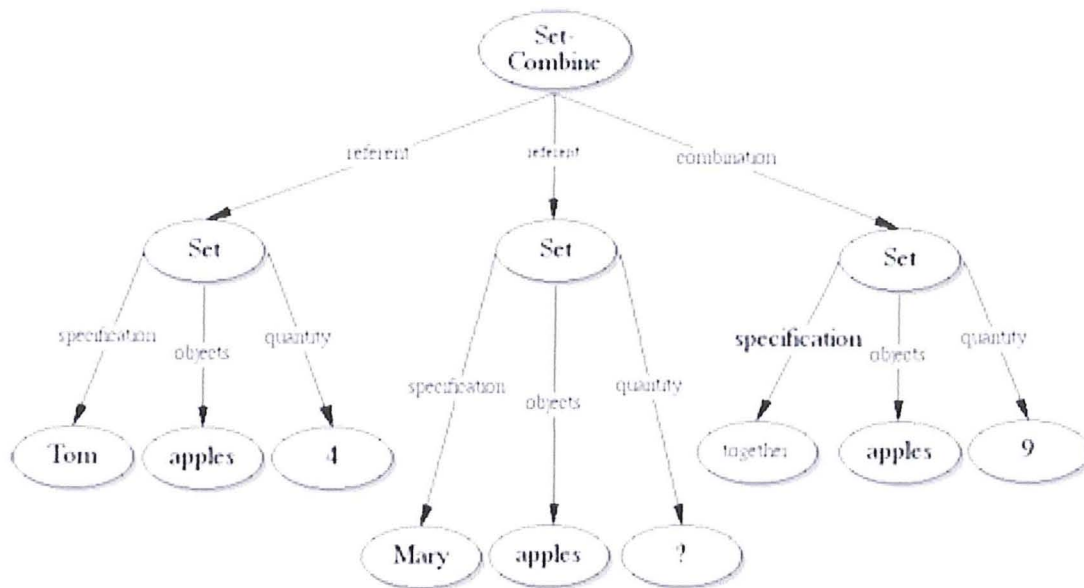 Set-
Combine
referent
referent
combination
Set
Set
Set
specification
objects
quantity
specification
objects
quantity
specification
objects
quantity
Tom
apples
4
together
apples
9
Mary
apples
?